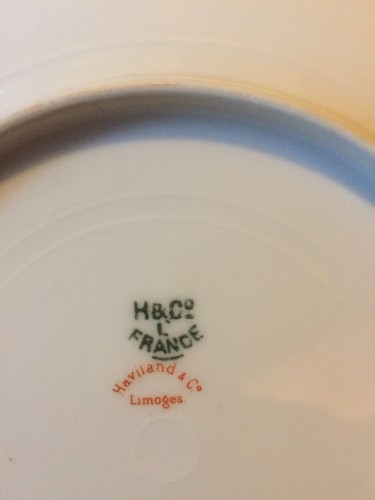 H&Cº
L
FRANCE
Haviland & Cº
Limoges